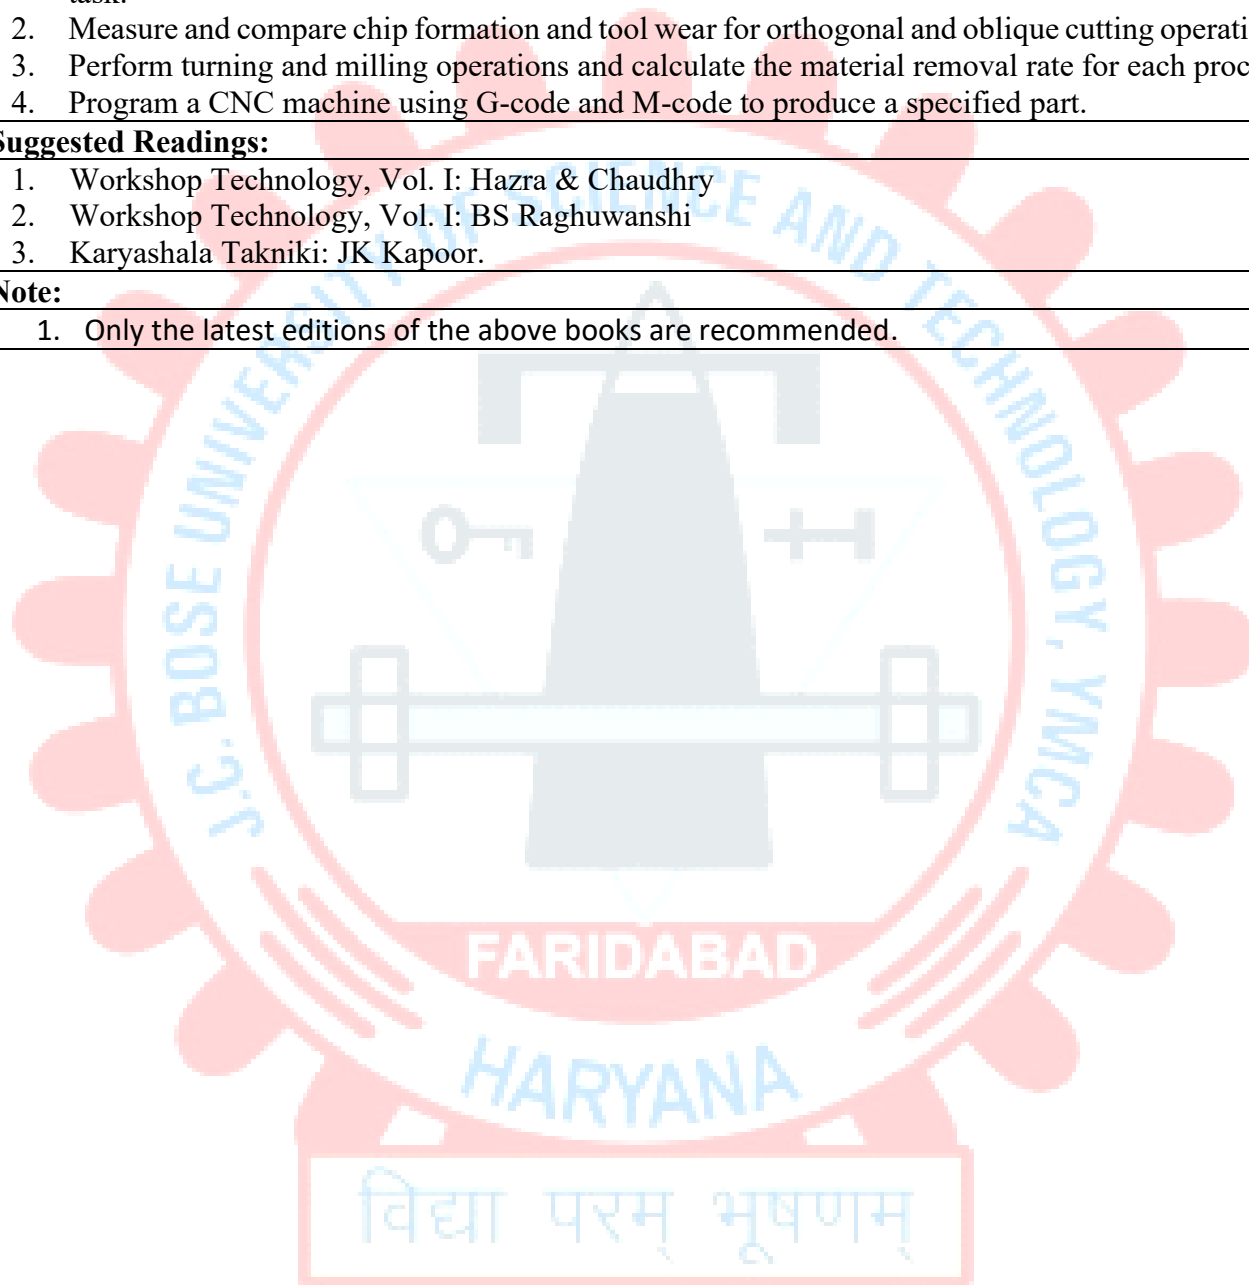 task.
2. Measure and compare chip formation and tool wear for orthogonal and oblique cutting operati
3. Perform turning and milling operations and calculate the material removal rate for each proc
4. Program a CNC machine using G-code and M-code to produce a specified part.
Suggested Readings:
1. Workshop Technology, Vol. I: Hazra & Chaudhry
2. Workshop Technology, Vol. I: BS Raghuwanshi
3. Karyashala Takniki: JK Kapoor.
Note:
1. Only the latest editions of the above books are recommended.
J.C. BOSE UNIVERSITY OF SCIENCE AND TECHNOLOGY, YMCA
FARIDABAD
HARYANA
विद्या परम् भूषणम्